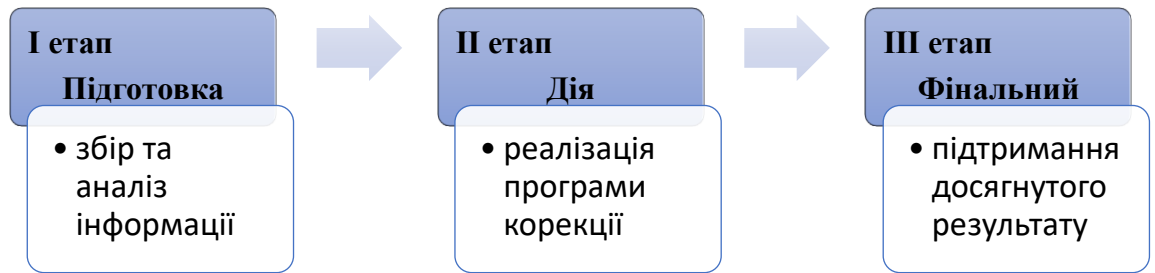 І етап
Підготовка
• збір та
аналіз
інформації
ІІ етап
Дія
• реалізація
програми
корекції
ІІІ етап
Фінальний
• підтримання
досягнутого
результату